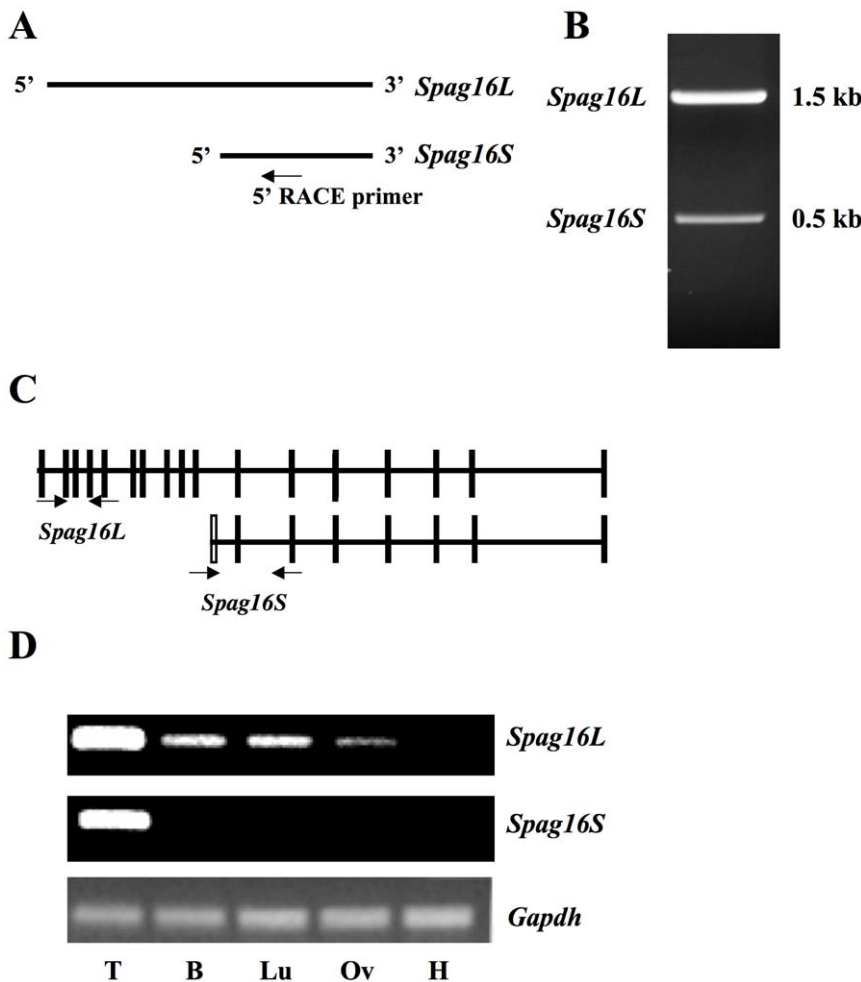 A
5’ 3’ Spag16L
5’ 3’ Spag16S
5’ RACE primer
B
Spag16L 1.5 kb
Spag16S 0.5 kb
C
Spag16L
Spag16S
D
Spag16L
Spag16S
Gapdh
T B Lu Ov H